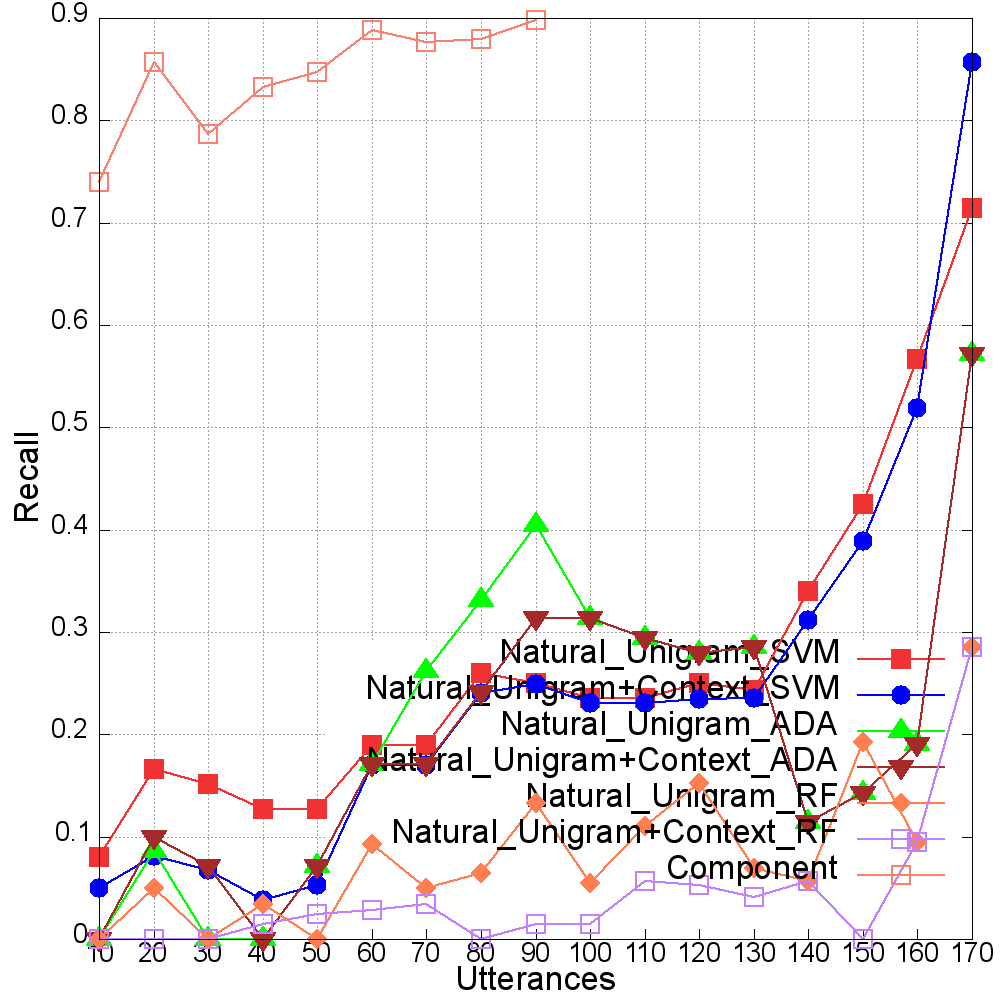 0.9
0.8
0.7
0.6
0.5
0.4
0.3
0.2
0.1
0
Recall
Natural_Unigram_SVM
Natural_Unigram+Context_SVM
Natural_Unigram_ADA
Natural_Unigram+Context_ADA
Natural_Unigram_RF
Natural_Unigram+Context_RF
Component
10 20 30 40 50 60 70 80 90 100 110 120 130 140 150 160 170
Utterances